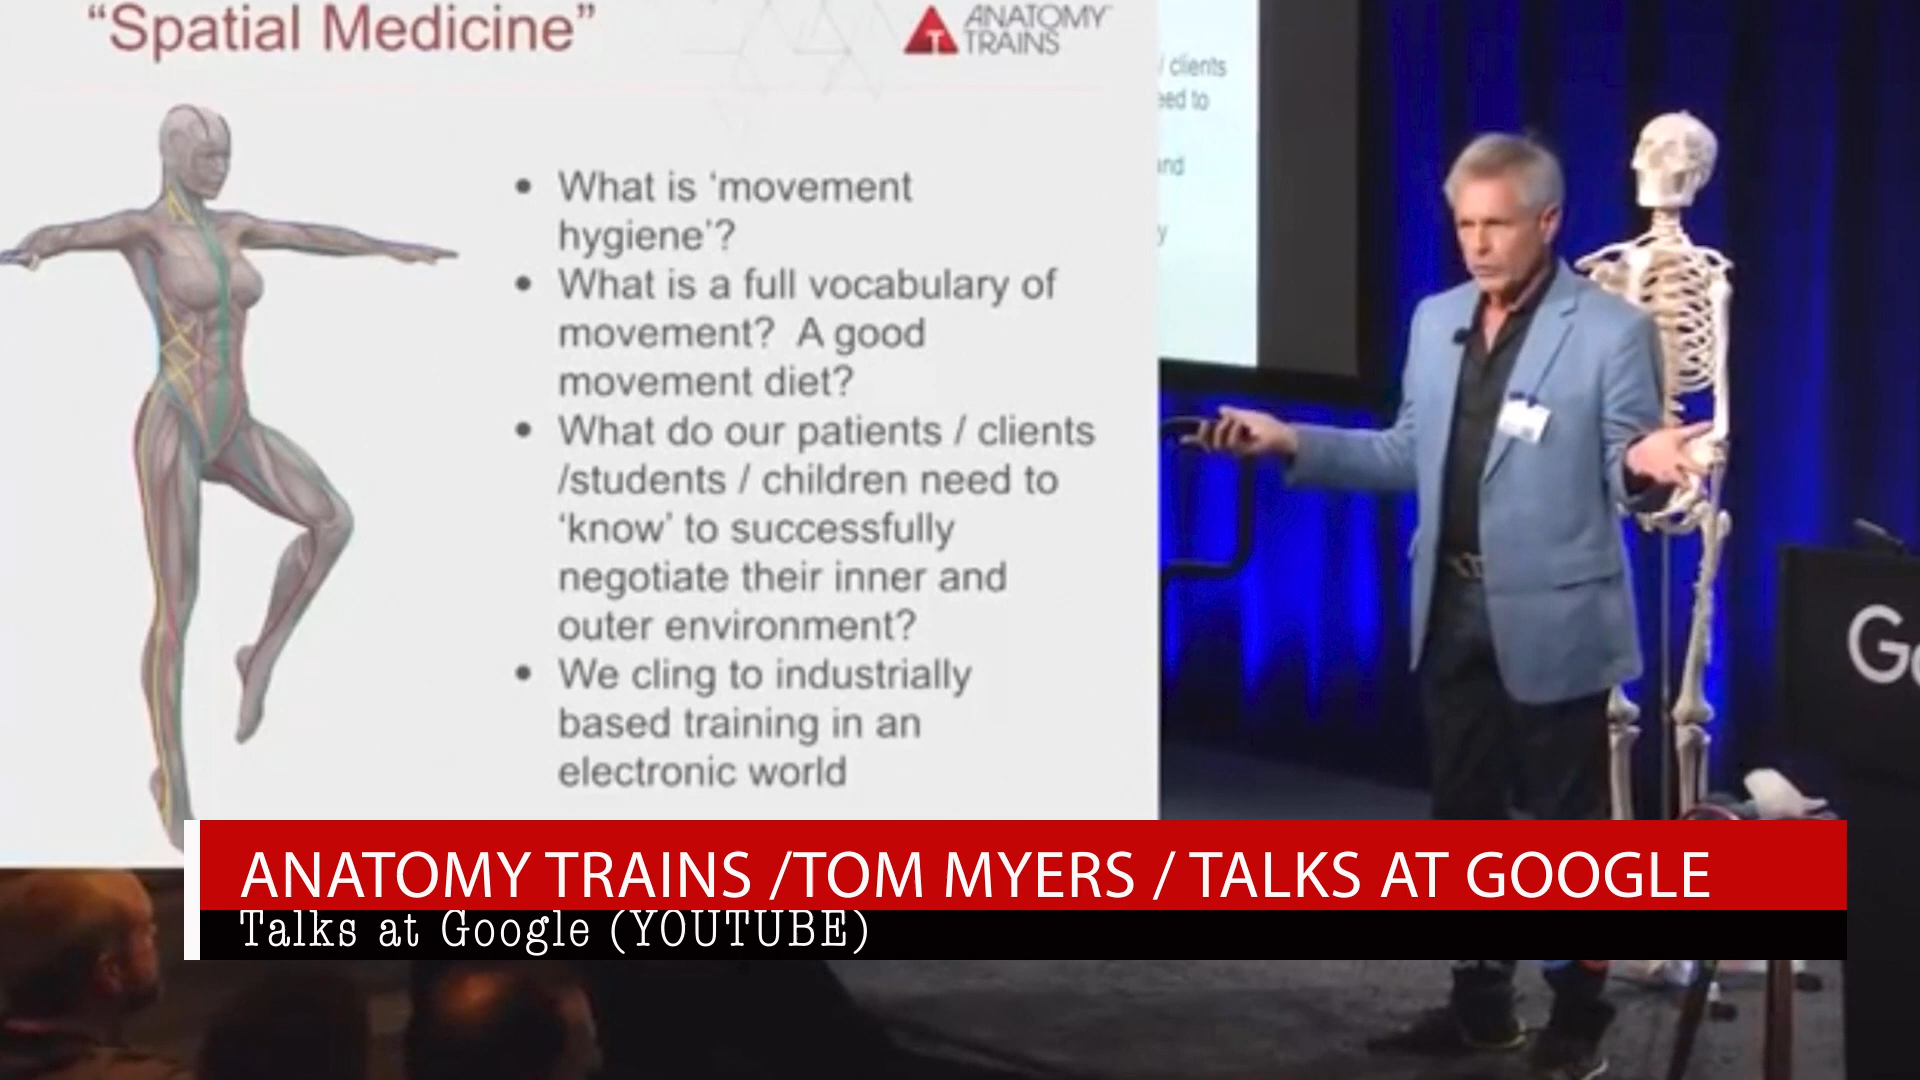 “Spatial Medicine”
ANATOMY
TRAINS
• What is ‘movement
hygiene’?
• What is a full vocabulary of
movement?  A good
movement diet?
• What do our patients / clients
/students / children need to
‘know’ to successfully
negotiate their inner and
outer environment?
• We cling to industrially
based training in an
electronic world
/ clients
ed to
nd
y
ANATOMY TRAINS /TOM MYERS / TALKS AT GOOGLE
Talks at Google (YOUTUBE)